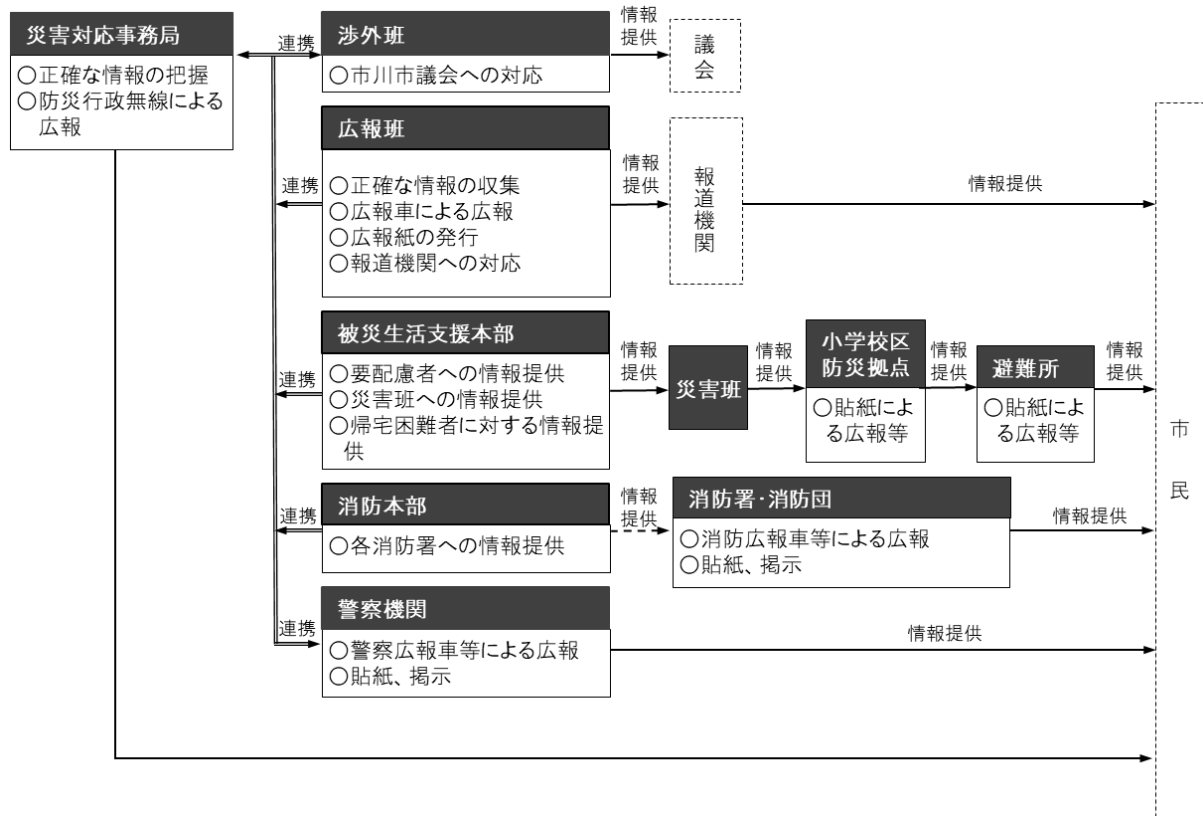 災害対応事務局
○正確な情報の把握
○防災行政無線による
広報
連携
渉外班
○市川市議会への対応
情報
提供
議会
広報班
連携
○正確な情報の収集
○広報車による広報
○広報紙の発行
○報道機関への対応
情報
提供
報道機関
情報提供
被災生活支援本部
連携
○要配慮者への情報提供
○災害班への情報提供
○帰宅困難者に対する情報提
供
情報
提供
災害班
情報
提供
小学校区
防災拠点
○貼紙によ
る広報等
情報
提供
避難所
○貼紙によ
る広報等
情報
提供
市民
消防本部
連携
○各消防署への情報提供
情報
提供
消防署・消防団
○消防広報車等による広報
○貼紙、掲示
情報提供
警察機関
連携
○警察広報車等による広報
○貼紙、掲示
情報提供